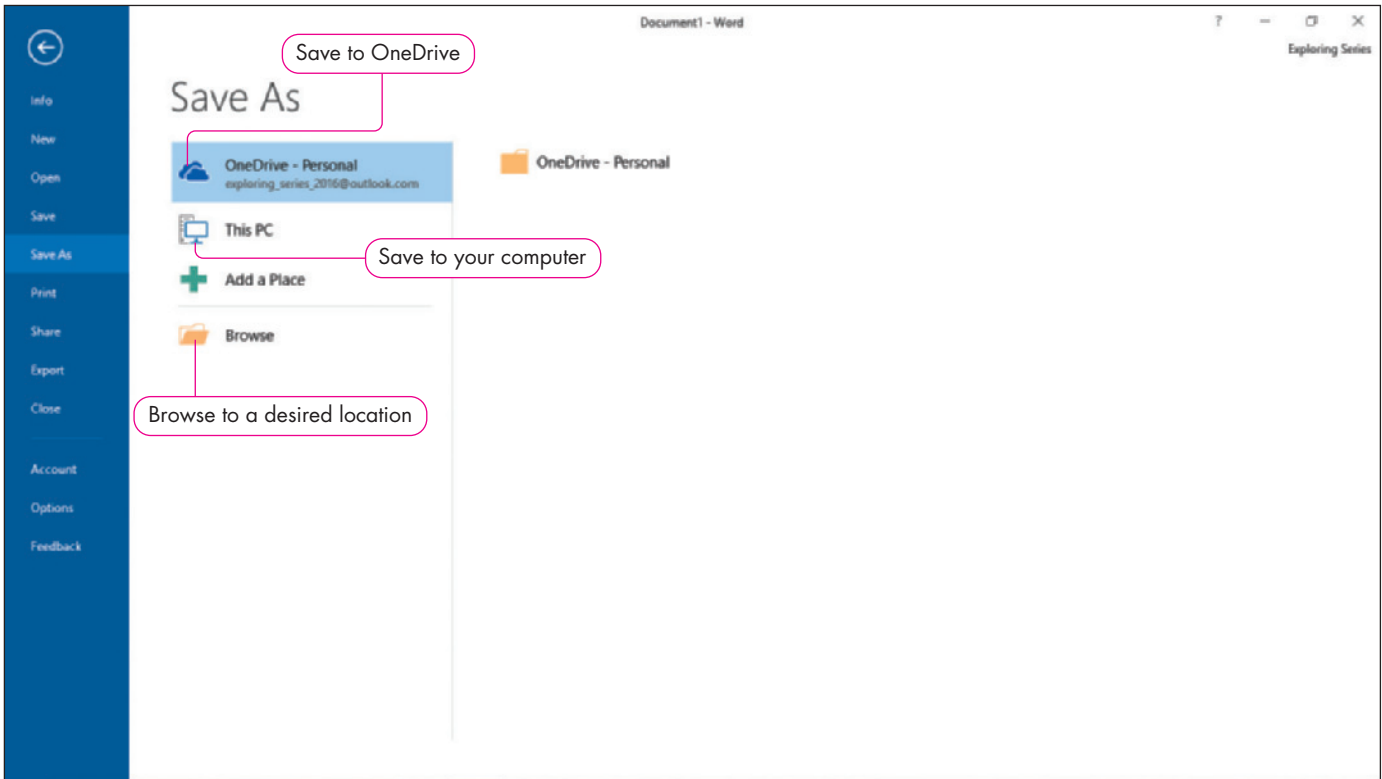 Document1 - Word
?
Exploring Series
Save to OneDrive
Save As
Info
New
Open
Save
Save As
Print
Share
Export
Close
Account
Options
Feedback
OneDrive - Personal
exploring_series_2016@outlook.com
This PC
Save to your computer
Add a Place
Browse
Browse to a desired location
OneDrive - Personal